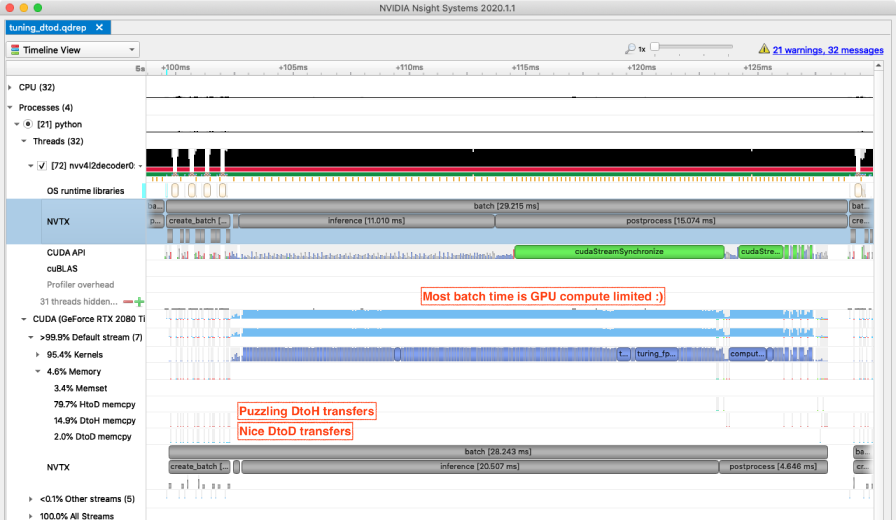 NVIDIA Nsight Systems 2020.1.1
tuning_dtod.qdrep ✕
Timeline View
1x
21 warnings, 32 messages
+100ms +105ms +110ms +115ms +120ms +125ms
CPU (32)
Processes (4)
[21] python
Threads (32)
OS runtime libraries
ba... batch [29.215 ms] bat...
NVTX
p... create_batch [... inference [11.010 ms] postprocess [15.074 ms] cre...
CUDA API cudaStreamSynchronize cudaStre...
cuBLAS
Profiler overhead
31 threads hidden...
Most batch time is GPU compute limited :)
CUDA (GeForce RTX 2080 Ti
>99.9% Default stream (7)
95.4% Kernels t... turing_fp... comput...
4.6% Memory
3.4% Memset
79.7% HtoD memcpy
Puzzling DtoH transfers
14.9% DtoH memcpy
Nice DtoD transfers
2.0% DtoD memcpy
batch [28.243 ms] ba...
NVTX create_batch [... inference [20.507 ms] postprocess [4.646 ms] cr...
<0.1% Other streams (5)
100.0% All Streams